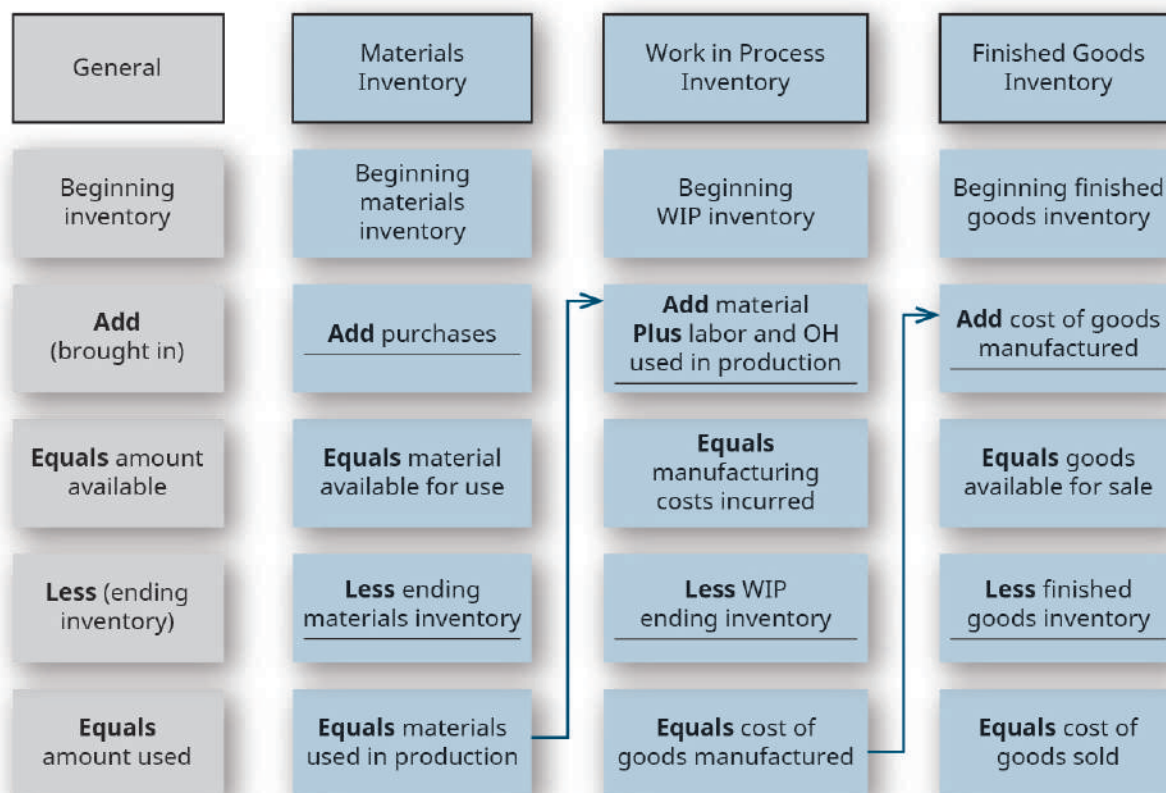 General
Materials
Inventory
Work in Process
Inventory
Finished Goods
Inventory
Beginning
inventory
Beginning
materials
inventory
Beginning
WIP inventory
Beginning finished
goods inventory
Add
(brought in)
Add purchases
Add material
Plus labor and OH
used in production
Add cost of goods
manufactured
Equals amount
available
Equals material
available for use
Equals
manufacturing
costs incurred
Equals goods
available for sale
Less (ending
inventory)
Less ending
materials inventory
Less WIP
ending inventory
Less finished
goods inventory
Equals
amount used
Equals materials
used in production
Equals cost of
goods manufactured
Equals cost of
goods sold